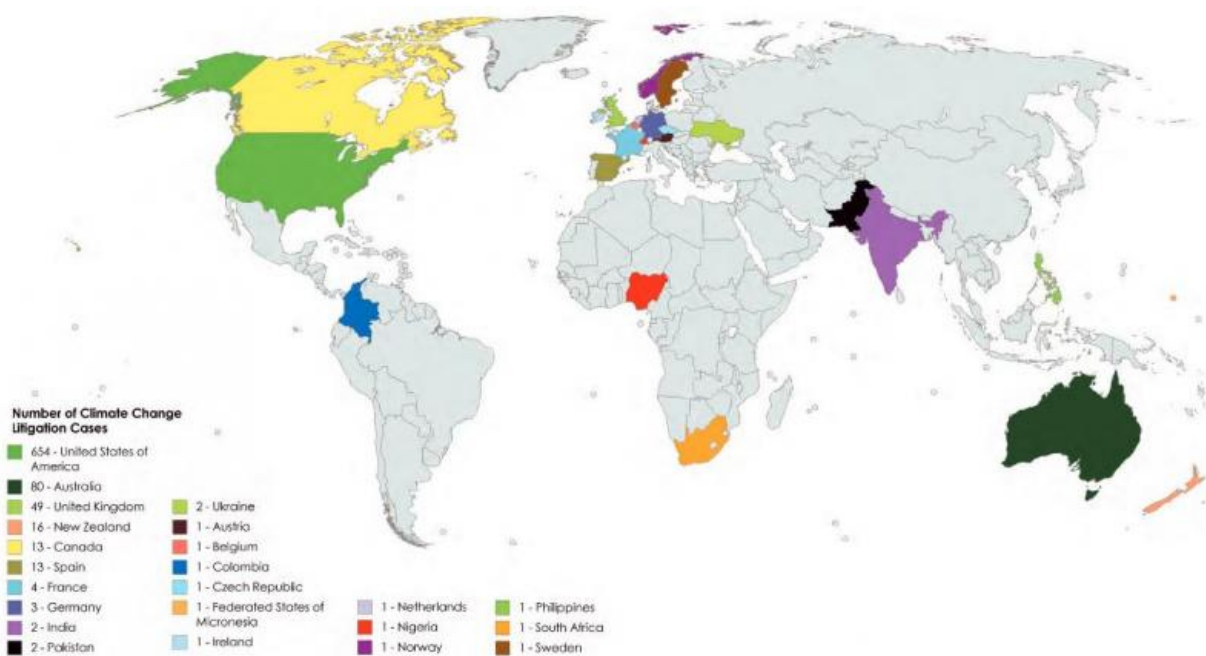 Number of Climate Change
Litigation Cases
654 - United States of
America
80 - Australia
49 - United Kingdom
16 - New Zealand
13 - Canada
13 - Spain
4 - France
3 - Germany
2 - India
2 - Pakistan
2 - Ukraine
1 - Austria
1 - Belgium
1 - Colombia
1 - Czech Republic
1 - Federated States of
Micronesia
1 - Ireland
1 - Netherlands
1 - Nigeria
1 - Norway
1 - Philippines
1 - South Africa
1 - Sweden